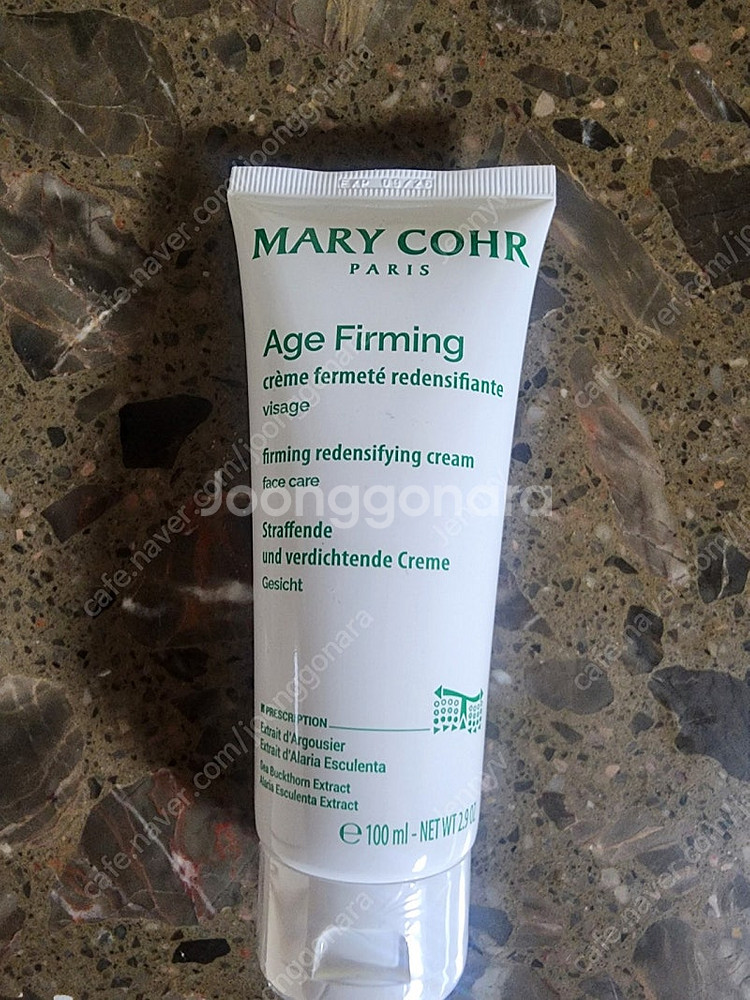 MARY COHR
PARIS
Age Firming
crème fermeté redensifiante
visage
firming redensifying cream
face care
Joonggonara
Straffende
und verdichtende Creme
Gesicht
PRESCRIPTION
Extrait d'Argousier
Extrait d'Alaria Esculenta
Sea Buckthorn Extract
Alaria Esculenta Extract
e 100 ml - NET WT 2.9 OZ